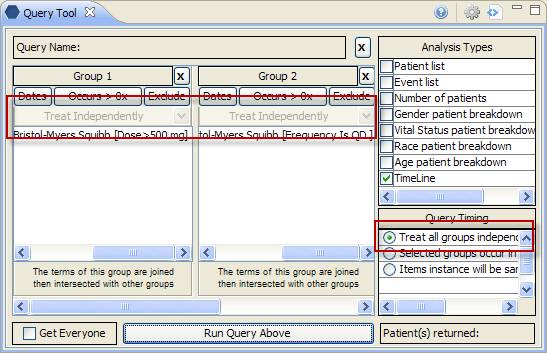 Query Tool
Query Name:
X
Group 1
X
Dates
Occurs > 0x
Exclude
Treat Independently
Bristol-Myers Squibb [Dose>500 mg]
The terms of this group are joined
then intersected with other groups
Group 2
X
Dates
Occurs > 0x
Exclude
Treat Independently
tol-Myers Squibb [Frequency Is QD ]
The terms of this group are joined
then intersected with other groups
Analysis Types
Patient list
Event list
Number of patients
Gender patient breakdown
Vital Status patient breakdow
Race patient breakdown
Age patient breakdown
TimeLine
Query Timing
Treat all groups independ
Selected groups occur in
Items instance will be sar
Get Everyone
Run Query Above
Patient(s) returned: